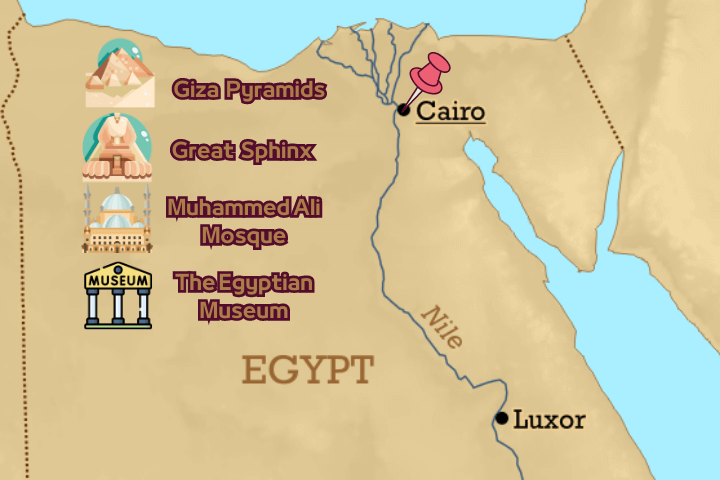 Giza Pyramids
Cairo
Great Sphinx
Muhammed Ali
Mosque
MUSEUM
The Egyptian
Museum
Nile
EGYPT
Luxor